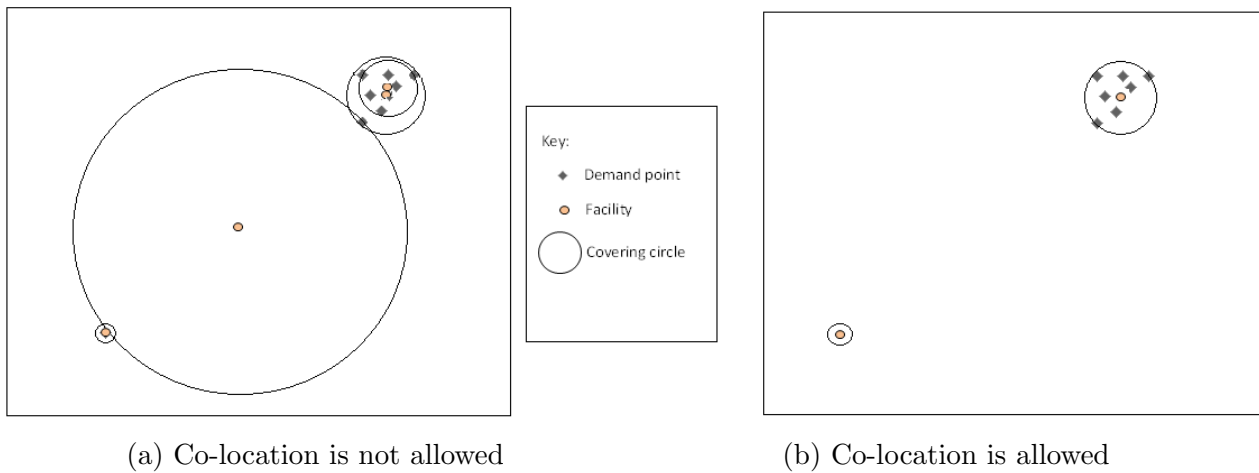 Key:
Demand point
Facility
Covering circle
(a) Co-location is not allowed
(b) Co-location is allowed